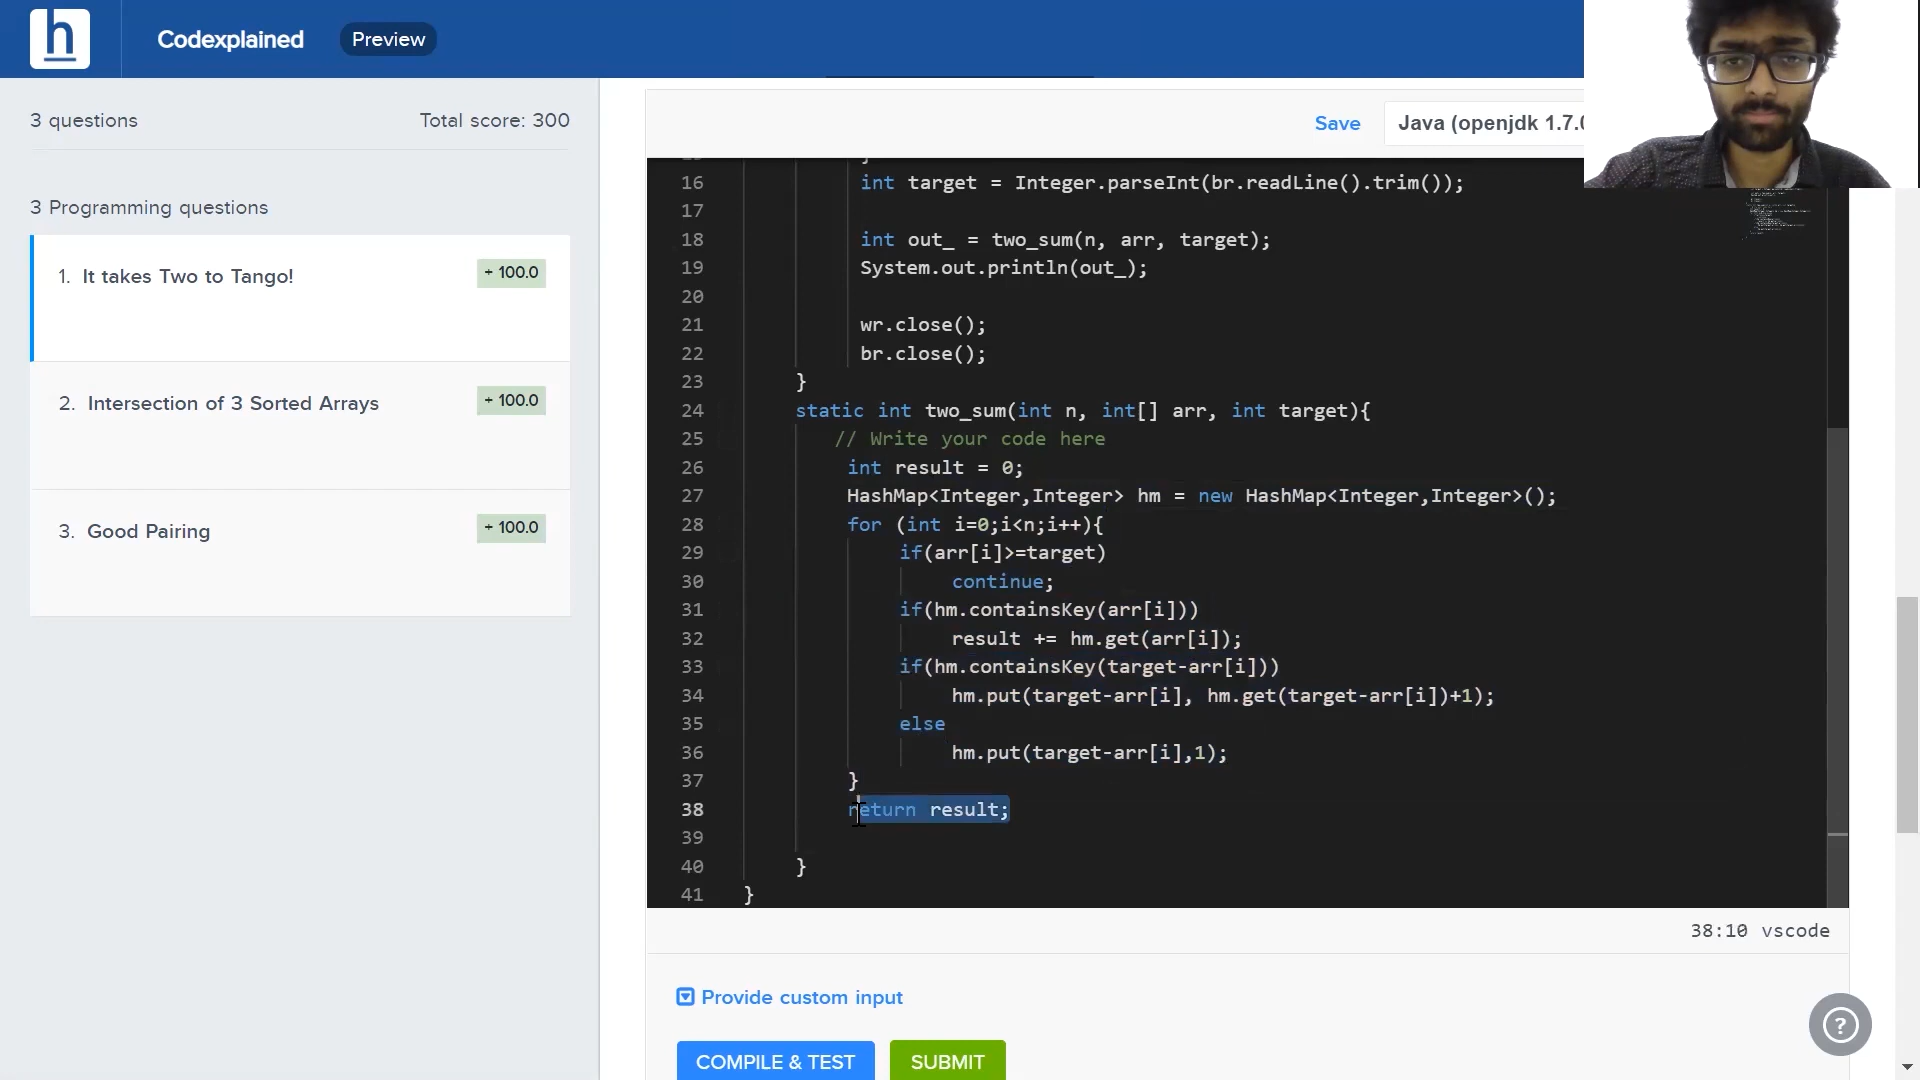 h
Codexplained
Preview
3 questions
Total score: 300
3 Programming questions
1. It takes Two to Tango!
+ 100.0
2. Intersection of 3 Sorted Arrays
+ 100.0
3. Good Pairing
+ 100.0
Save
Java (openjdk 1.7.0
16 int target = Integer.parseInt(br.readLine().trim());
17
18 int out_ = two_sum(n, arr, target);
19 System.out.println(out_);
20
21 wr.close();
22 br.close();
23 }
24 static int two_sum(int n, int[] arr, int target){
25 // Write your code here
26 int result = 0;
27 HashMap<Integer,Integer> hm = new HashMap<Integer,Integer>();
28 for (int i=0;i<n;i++){
29 if(arr[i]>=target)
30 continue;
31 if(hm.containsKey(arr[i]))
32 result += hm.get(arr[i]);
33 if(hm.containsKey(target-arr[i]))
34 hm.put(target-arr[i], hm.get(target-arr[i])+1);
35 else
36 hm.put(target-arr[i],1);
37 }
38 return result;
39
40 }
41 }
38:10 vscode
Provide custom input
COMPILE & TEST
SUBMIT
?